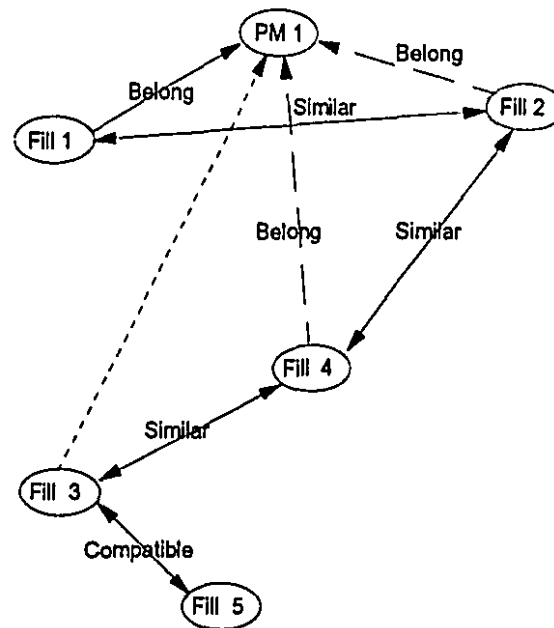 PM 1
Belong
Belong
Fill 1
Similar
Fill 2
Belong
Similar
Fill 4
Similar
Fill 3
Compatible
Fill 5